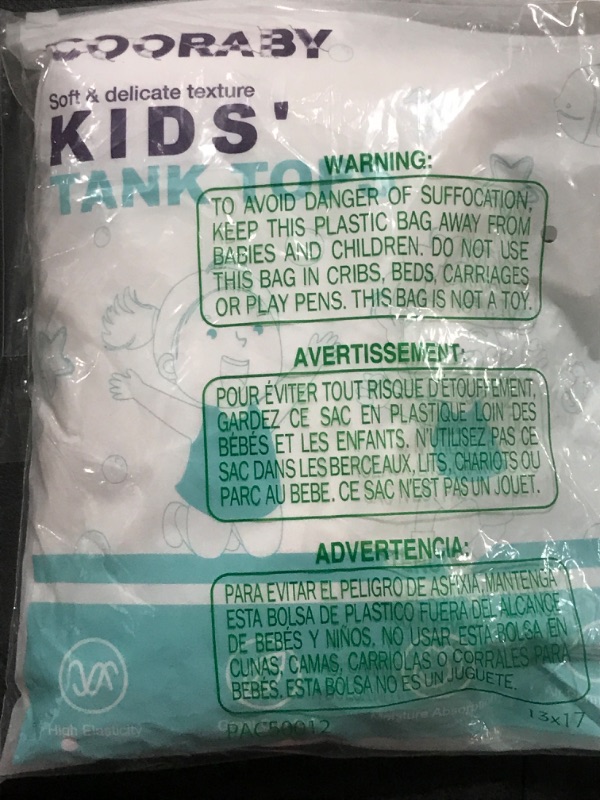 COORABY
Soft & delicate texture
KIDS'
TANK TOPS
WARNING:
TO AVOID DANGER OF SUFFOCATION,
KEEP THIS PLASTIC BAG AWAY FROM
BABIES AND CHILDREN. DO NOT USE
THIS BAG IN CRIBS, BEDS, CARRIAGES
OR PLAY PENS. THIS BAG IS NOT A TOY.
AVERTISSEMENT:
POUR ÉVITER TOUT RISQUE D'ETOUFFEMENT,
GARDEZ CE SAC EN PLASTIQUE LOIN DES
BÉBÉS ET LES ENFANTS. N'UTILISEZ PAS CE
SAC DANS LES BERCEAUX, LITS, CHARIOTS OU
PARC AU BEBE. CE SAC N'EST PAS UN JOUET.
ADVERTENCIA:
PARA EVITAR EL PELIGRO DE ASFIXIA, MANTENGA
ESTA BOLSA DE PLASTICO FUERA DEL ALCANCE
DE BEBÉS Y NIÑOS. NO USAR ESTA BOLSA EN
CUNAS, CAMAS, CARRIOLAS O CORRALES PARA
BEBÉS. ESTA BOLSA NO ES UN JUGUETE.
High Elasticity
Moisture
PAC50012
13x17